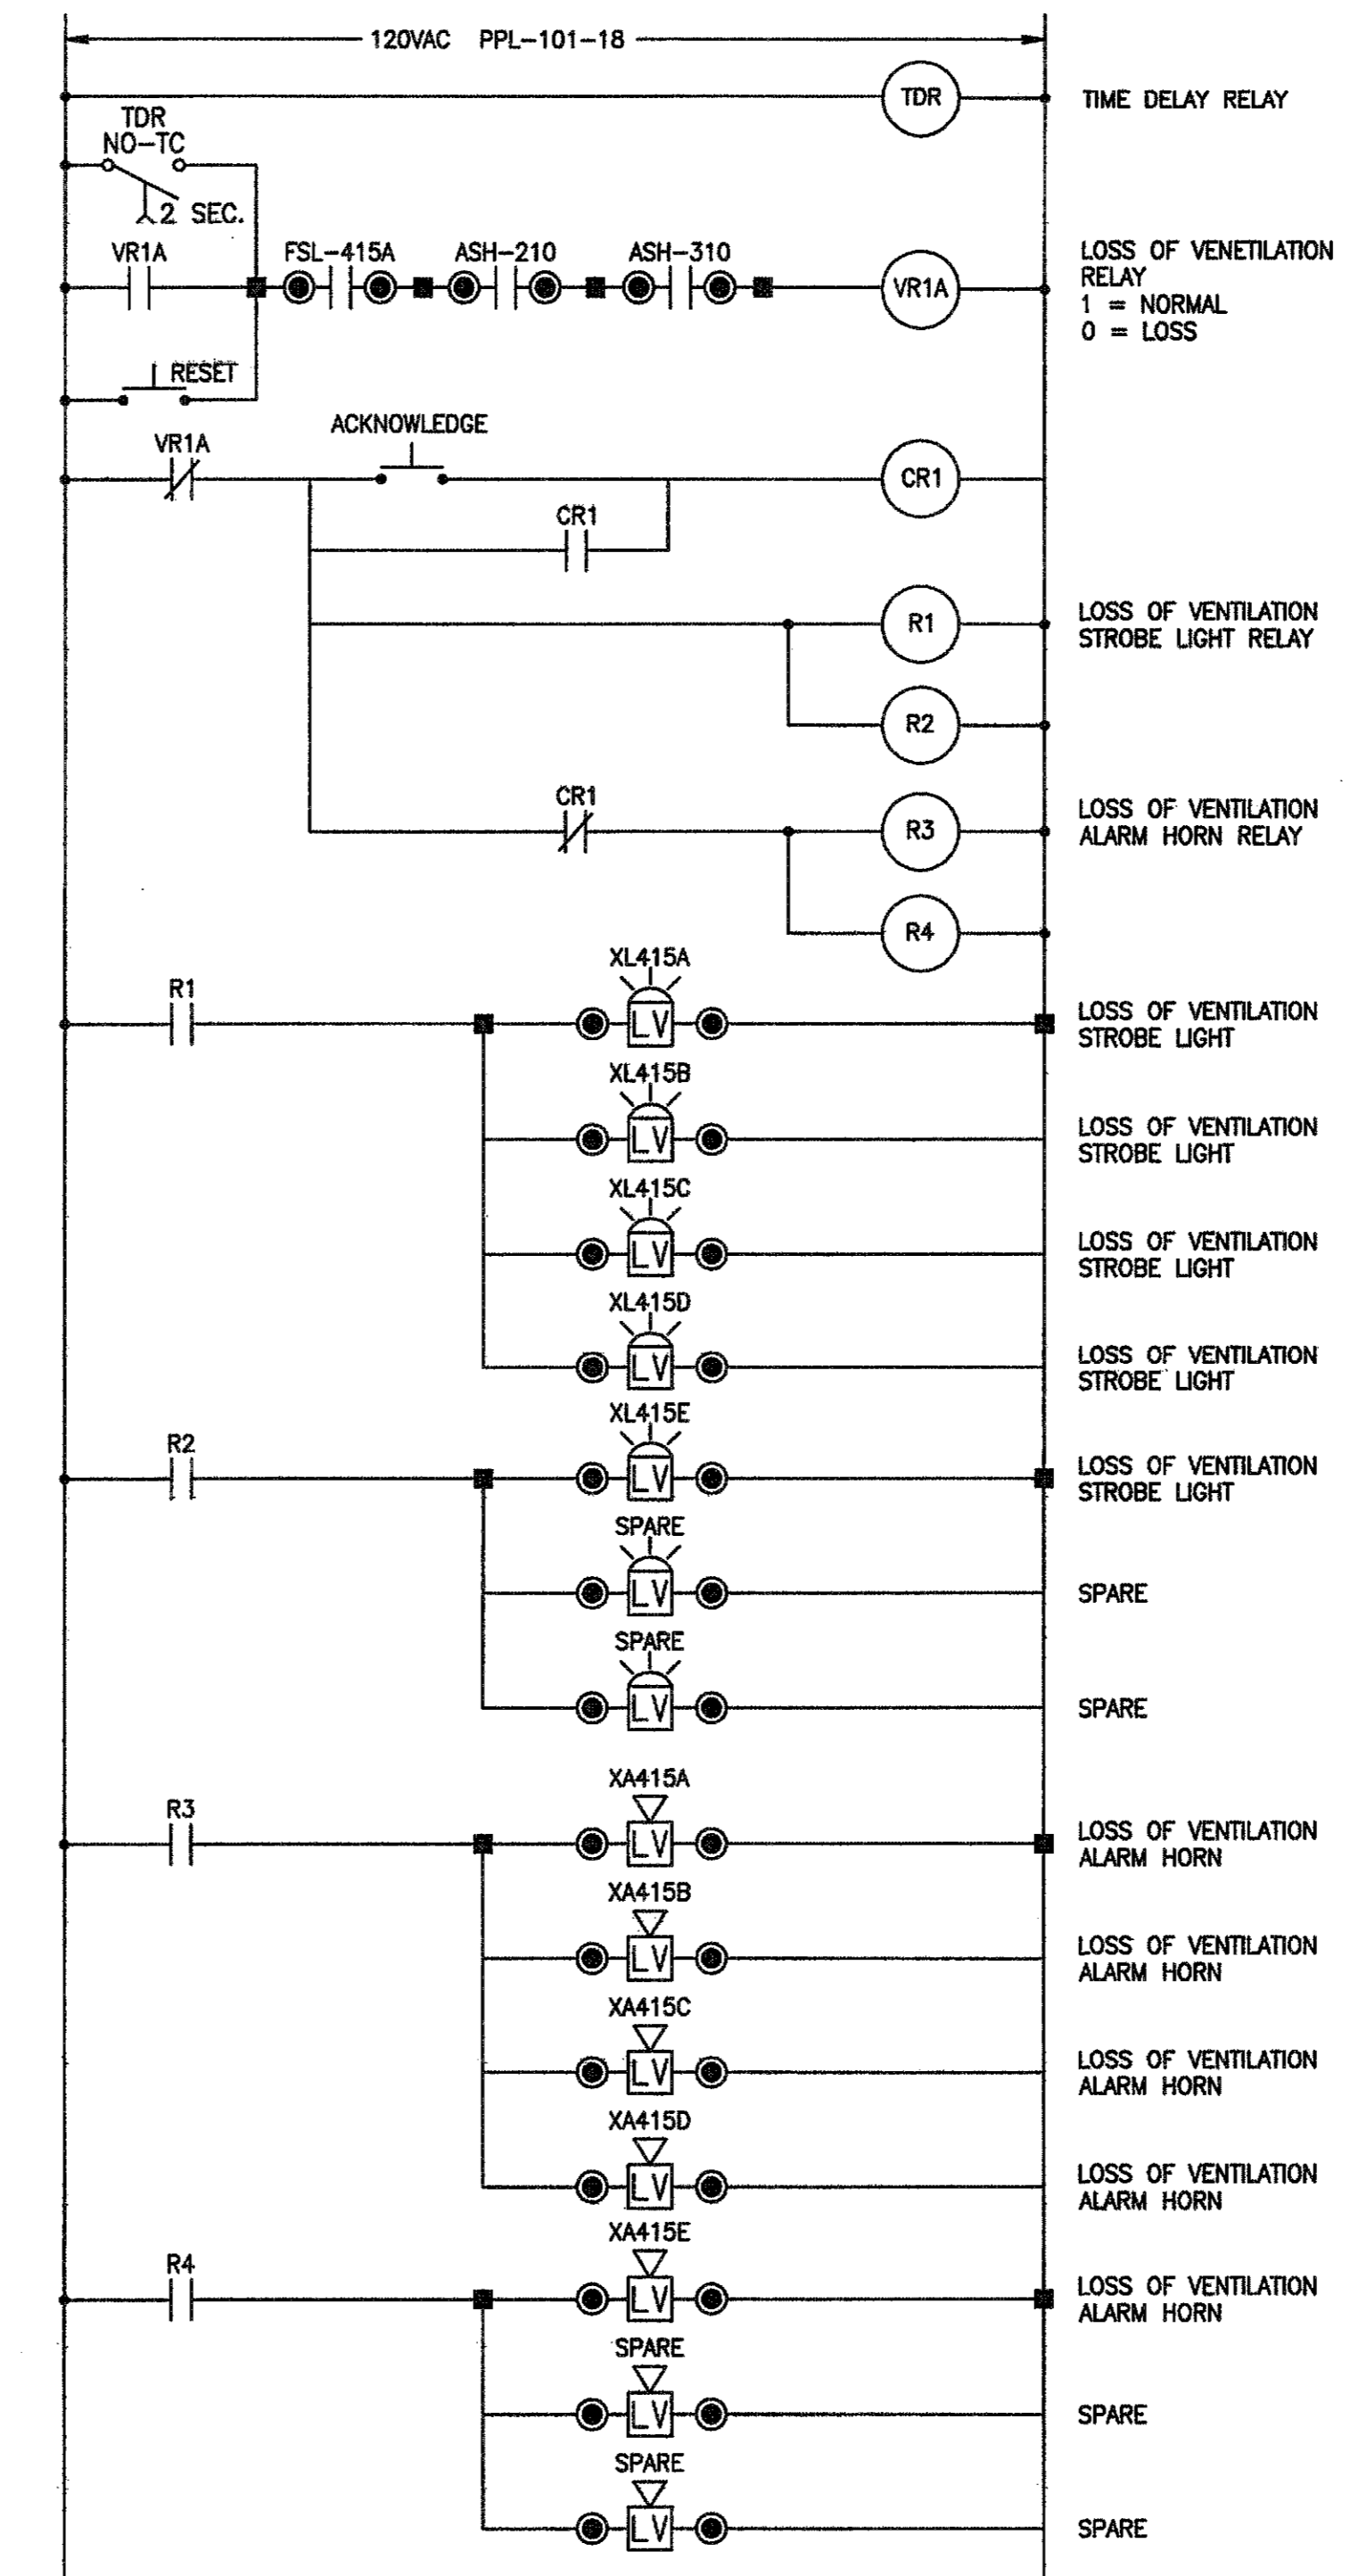 120VAC PPL-101-18
TDR
TIME DELAY RELAY
TDR
NO-TC
2 SEC.
VR1A
FSL-415A
ASH-210
ASH-310
VR1A
LOSS OF VENETILATION
RELAY
1 = NORMAL
0 = LOSS
RESET
ACKNOWLEDGE
VR1A
CR1
CR1
R1
LOSS OF VENTILATION
STROBE LIGHT RELAY
R2
CR1
R3
LOSS OF VENTILATION
ALARM HORN RELAY
R4
XL415A
R1
LV
LOSS OF VENTILATION
STROBE LIGHT
XL415B
LV
LOSS OF VENTILATION
STROBE LIGHT
XL415C
LV
LOSS OF VENTILATION
STROBE LIGHT
XL415D
LV
LOSS OF VENTILATION
STROBE LIGHT
XL415E
R2
LV
LOSS OF VENTILATION
STROBE LIGHT
SPARE
LV
SPARE
SPARE
LV
SPARE
XA415A
R3
LV
LOSS OF VENTILATION
ALARM HORN
XA415B
LV
LOSS OF VENTILATION
ALARM HORN
XA415C
LV
LOSS OF VENTILATION
ALARM HORN
XA415D
LV
LOSS OF VENTILATION
ALARM HORN
XA415E
R4
LV
LOSS OF VENTILATION
ALARM HORN
SPARE
LV
SPARE
SPARE
LV
SPARE